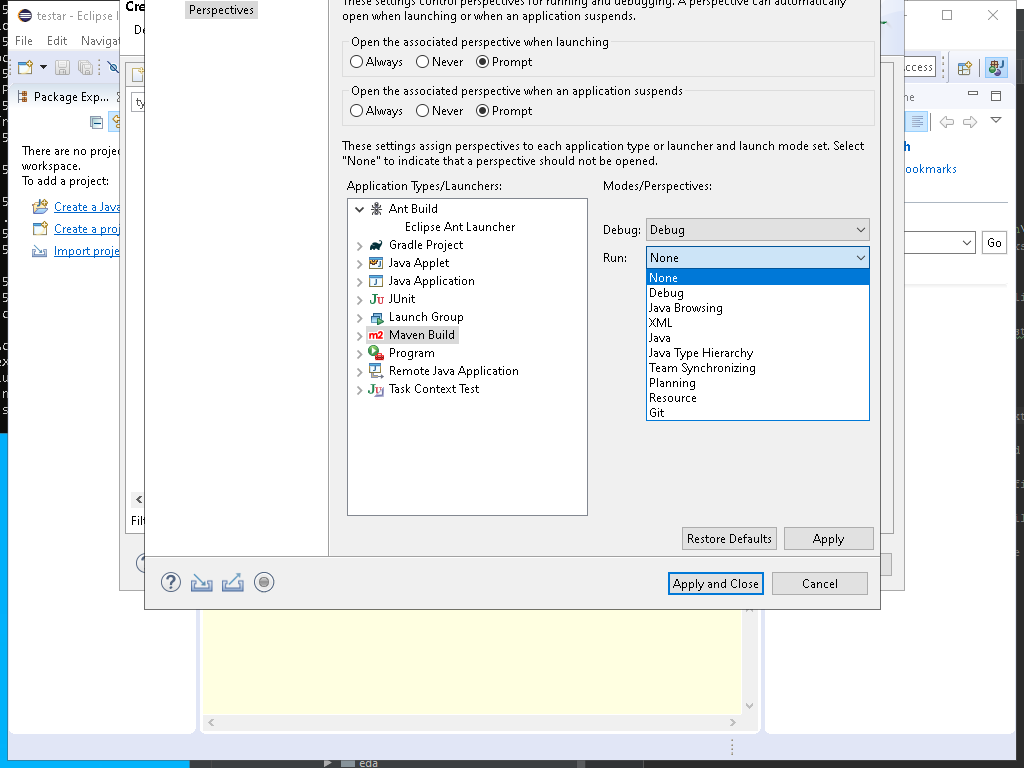 testar - Eclipse I
File Edit Naviga
Package Exp...
There are no proje
workspace.
To add a project:
Create a Java
Create a proj
Import proje
Cre
De
ty
Filt
Perspectives
These settings control perspectives for running and debugging. A perspective can automatically
open when launching or when an application suspends.
Open the associated perspective when launching
Always Never Prompt
Open the associated perspective when an application suspends
Always Never Prompt
These settings assign perspectives to each application type or launcher and launch mode set. Select
"None" to indicate that a perspective should not be opened.
Application Types/Launchers:
Ant Build
Eclipse Ant Launcher
Gradle Project
Java Applet
Java Application
JUnit
Launch Group
Maven Build
Program
Remote Java Application
Task Context Test
Modes/Perspectives:
Debug: Debug
Run: None
None
Debug
Java Browsing
XML
Java
Java Type Hierarchy
Team Synchronizing
Planning
Resource
Git
Restore Defaults Apply
Apply and Close Cancel
ccess
ne
h
ookmarks
Go
eda